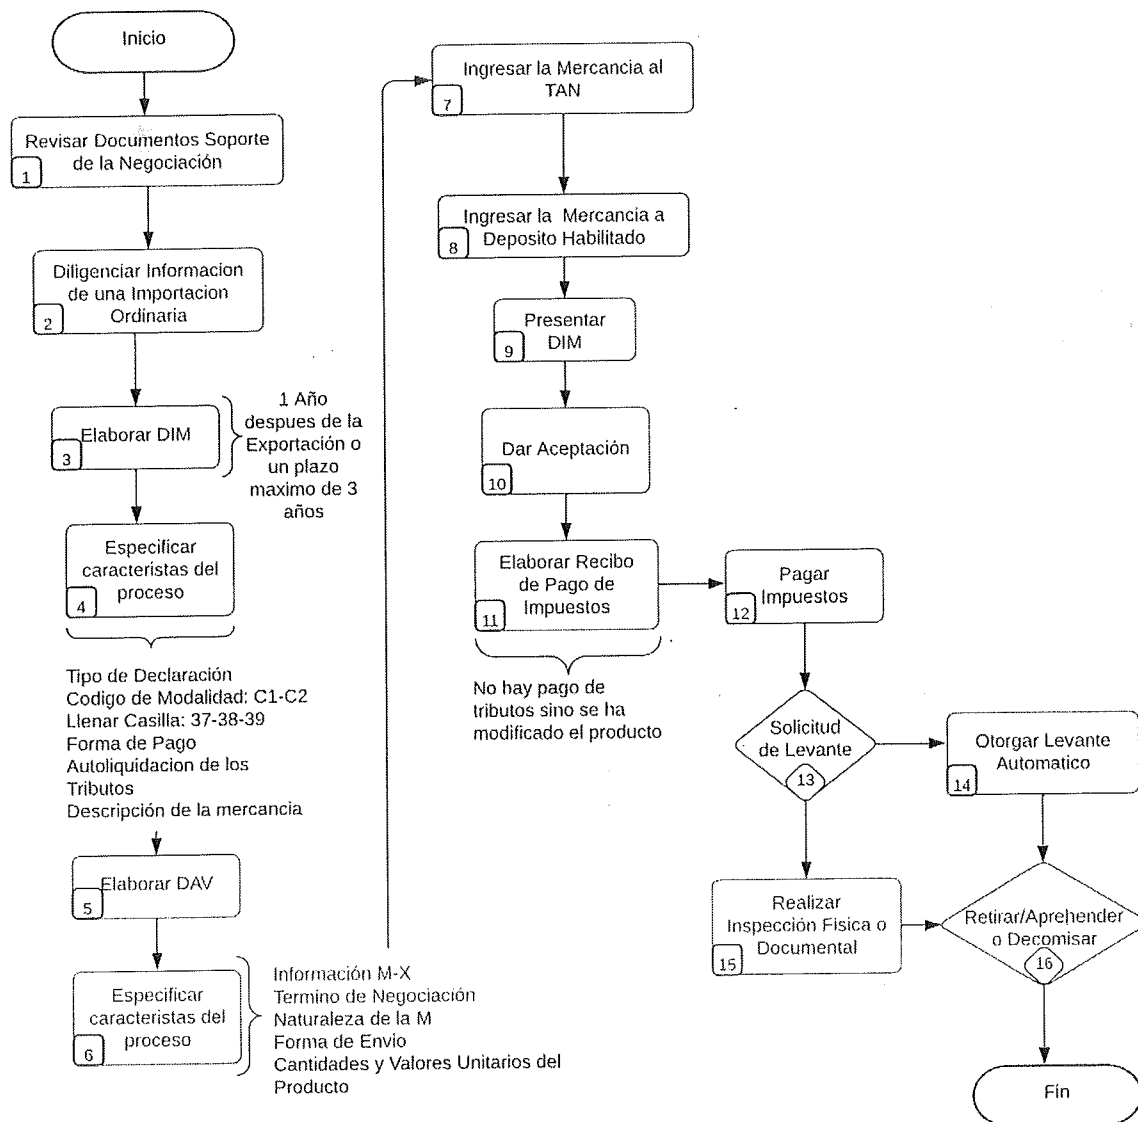 Inicio
Revisar Documentos Soporte
de la Negociación
1
Diligenciar Informacion
de una Importacion
Ordinaria
2
Elaborar DIM
3
1 Año
despues de la
Exportación o
un plazo
maximo de 3
años
Especificar
caracteristas del
proceso
4
Tipo de Declaración
Codigo de Modalidad: C1-C2
Llenar Casilla: 37-38-39
Forma de Pago
Autoliquidacion de los
Tributos
Descripción de la mercancia
Elaborar DAV
5
Especificar
caracteristas del
proceso
6
Información M-X
Termino de Negociación
Naturaleza de la M
Forma de Envio
Cantidades y Valores Unitarios del
Producto
Ingresar la Mercancia al
TAN
7
Ingresar la Mercancia a
Deposito Habilitado
8
Presentar
DIM
9
Dar Aceptación
10
Elaborar Recibo
de Pago de
Impuestos
11
No hay pago de
tributos sino se ha
modificado el producto
Pagar
Impuestos
12
Solicitud
de Levante
13
Otorgar Levante
Automatico
14
Realizar
Inspección Fisica o
Documental
15
Retirar/Aprehender
o Decomisar
16
Fin